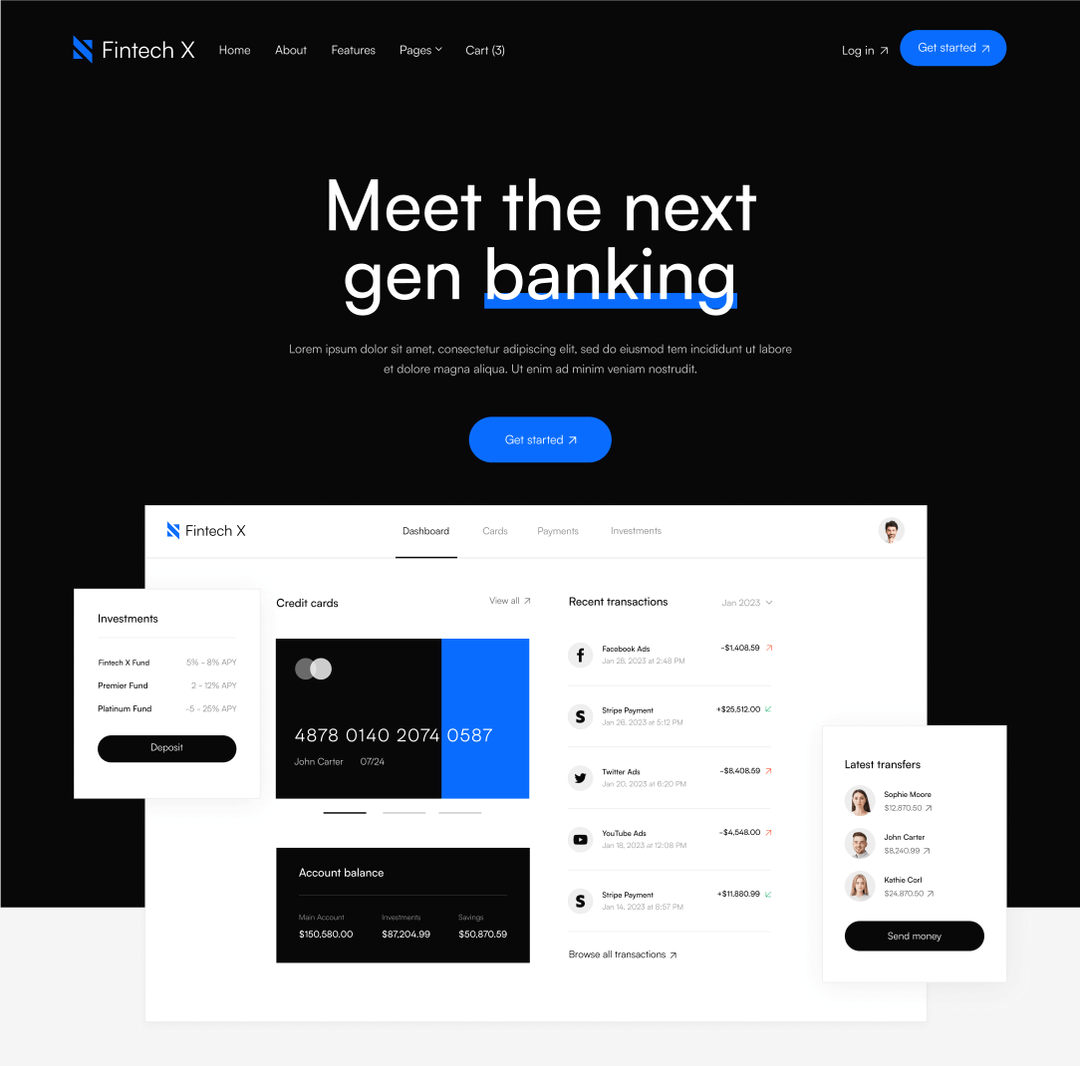 Fintech X Home About Features Pages Cart (3) Log in Get started
Meet the next
gen banking
Lorem ipsum dolor sit amet, consectetur adipiscing elit, sed do eiusmod tem incididunt ut labore
et dolore magna aliqua. Ut enim ad minim veniam nostrudit.
Get started
Fintech X Dashboard Cards Payments Investments
Investments
Fintech X Fund 5% - 8% APY
Premier Fund 2 - 12% APY
Platinum Fund -5 - 25% APY
Deposit
Credit cards View all
4878 0140 2074 0587
John Carter 07/24
Account balance
Main Account Investments Savings
$150,580.00 $87,204.99 $50,870.59
Recent transactions Jan 2023
Facebook Ads -$1,408.59
Jan 28, 2023 at 2:48 PM
Stripe Payment +$25,512.00
Jan 26, 2023 at 5:12 PM
Twitter Ads -$8,408.59
Jan 20, 2023 at 6:20 PM
YouTube Ads -$4,548.00
Jan 18, 2023 at 12:08 PM
Stripe Payment +$11,880.99
Jan 14, 2023 at 8:57 PM
Browse all transactions
Latest transfers
Sophie Moore
$12,870.50
John Carter
$8,240.99
Kathie Corl
$24,870.50
Send money